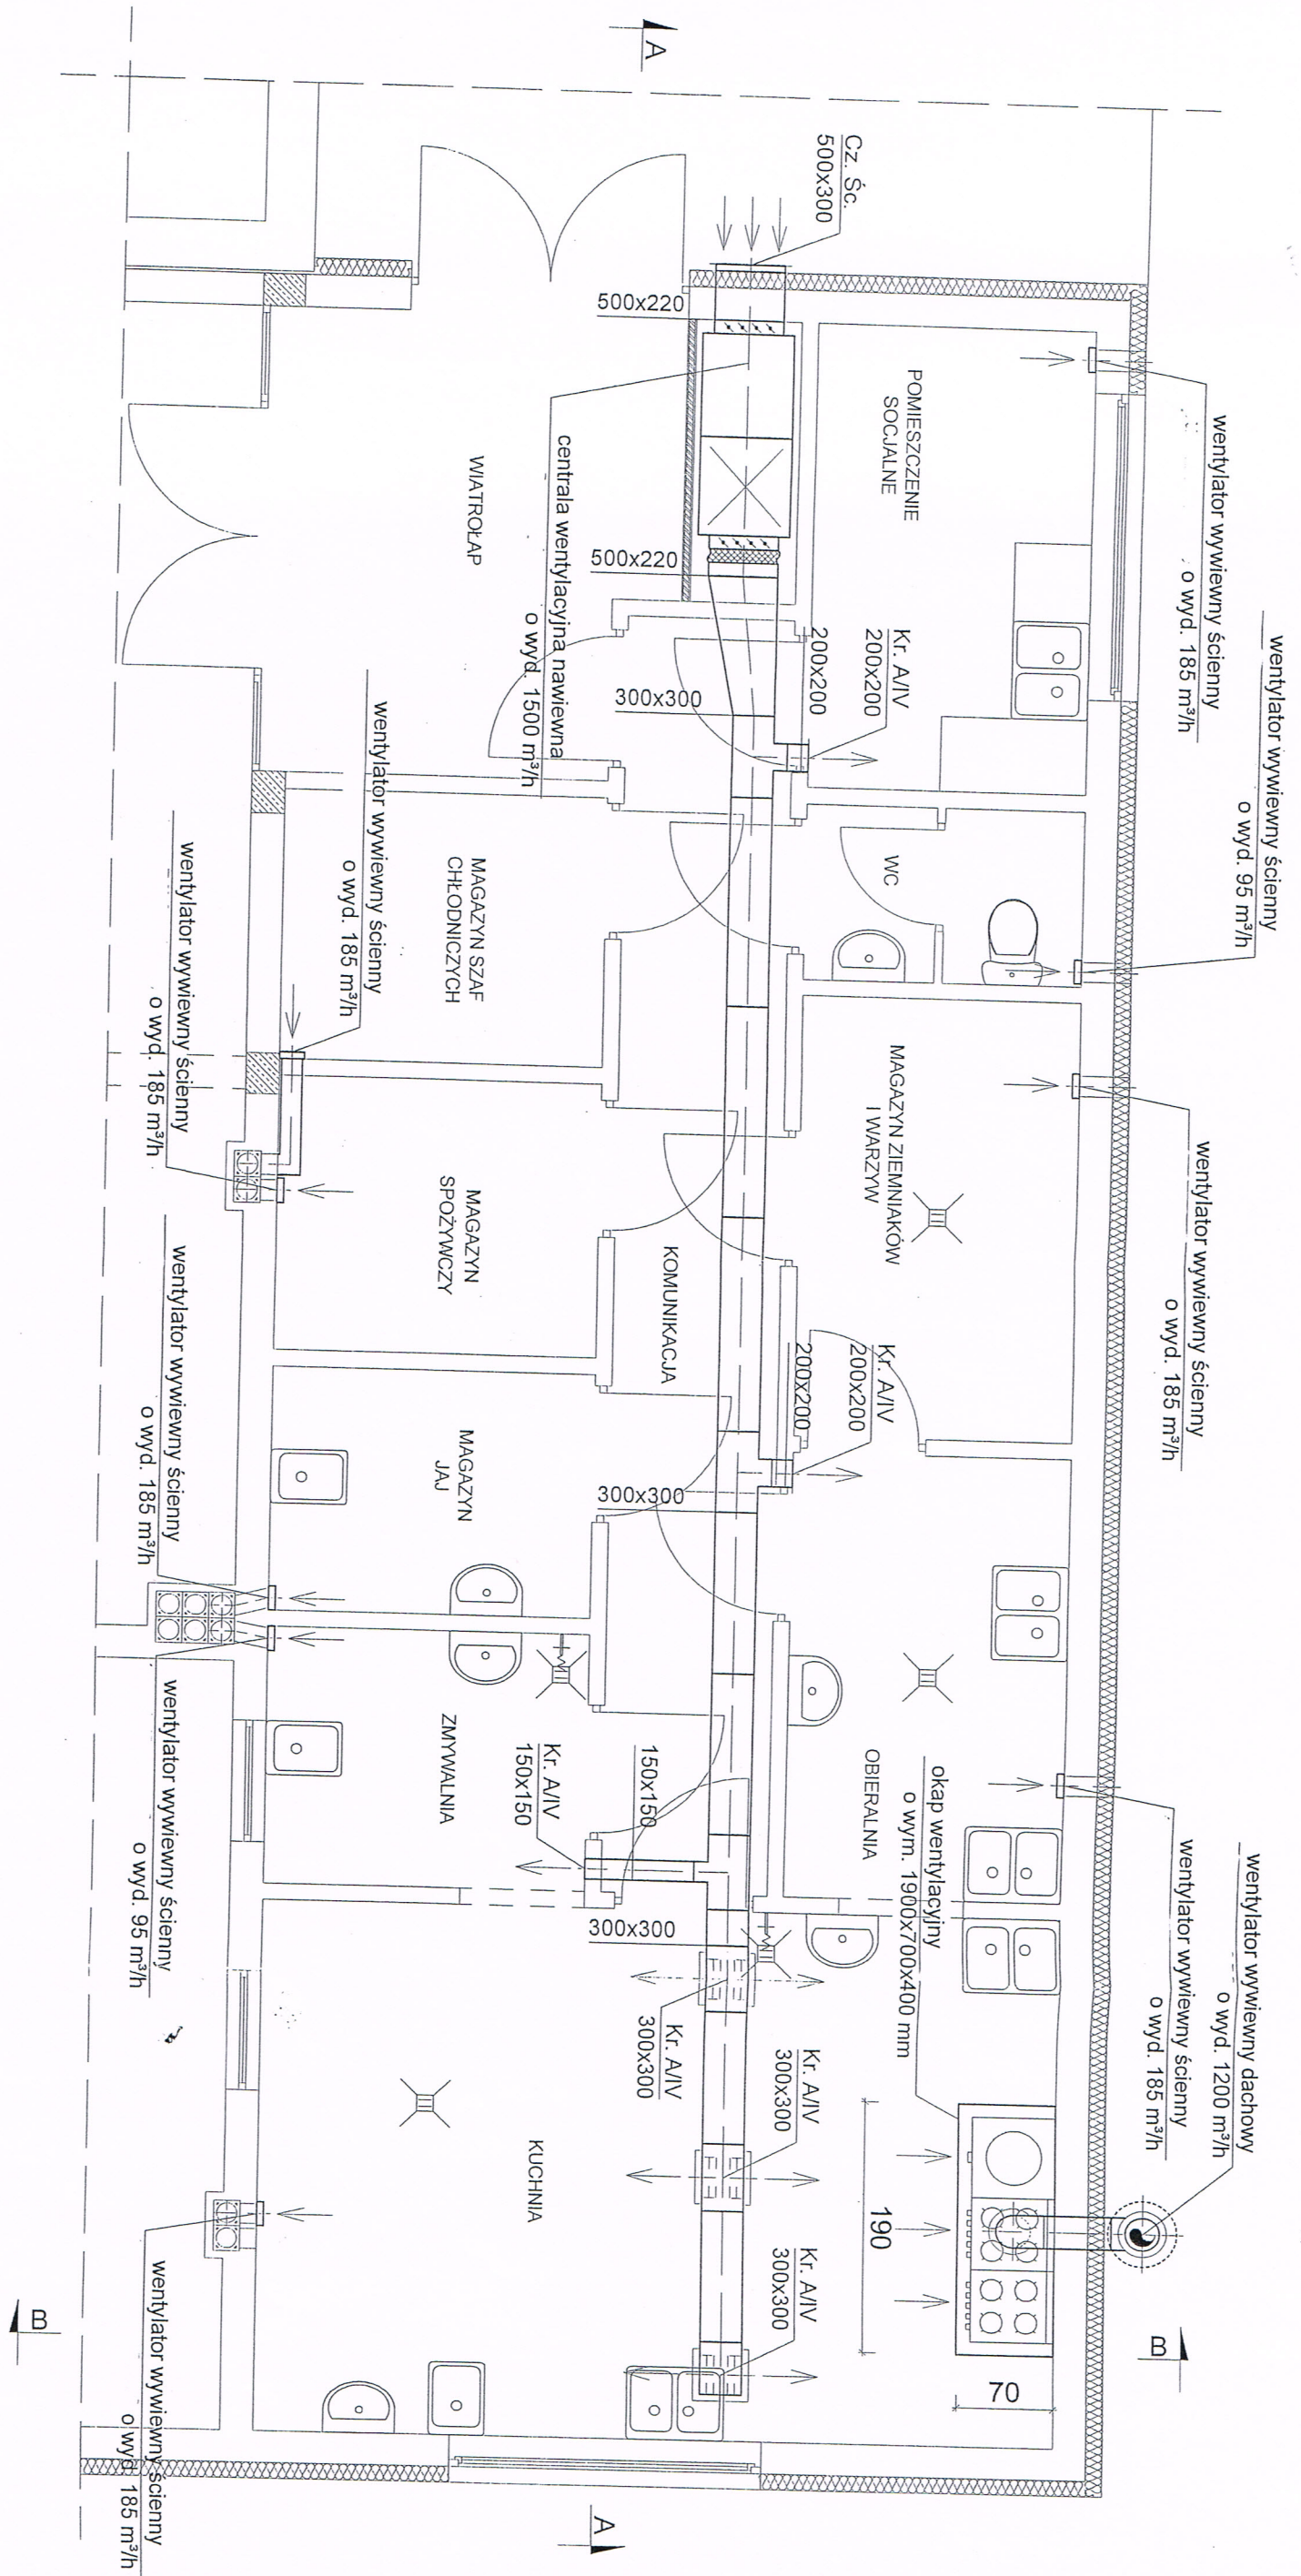 A
Cz. Śc.
500x300
500x220
POMIESZCZENIE
SOCJALNE
wentylator wywiewny ścienny
o wyd. 185 m³/h
wentylator wywiewny ścienny
o wyd. 95 m³/h
WIATROŁAP
centrala wentylacyjna nawiewna
o wyd. 1500 m³/h
500x220
300x300
200x200
Kr. A/IV
200x200
WC
wentylator wywiewny ścienny
o wyd. 185 m³/h
MAGAZYN SZAF
CHŁODNICZYCH
wentylator wywiewny ścienny
o wyd. 185 m³/h
MAGAZYN ZIEMNIAKÓW
I WARZYW
wentylator wywiewny ścienny
o wyd. 185 m³/h
MAGAZYN
SPOŻYWCZY
KOMUNIKACJA
200x200
Kr. A/IV
200x200
wentylator wywiewny ścienny
o wyd. 185 m³/h
MAGAZYN
JAJ
300x300
wentylator wywiewny ścienny
o wyd. 95 m³/h
ZMYWALNIA
Kr. A/IV
150x150
150x150
OBIERALNIA
okap wentylacyjny
o wym. 1900x700x400 mm
wentylator wywiewny ścienny
o wyd. 185 m³/h
wentylator wywiewny dachowy
o wyd. 1200 m³/h
300x300
Kr. A/IV
300x300
Kr. A/IV
300x300
Kr. A/IV
300x300
KUCHNIA
190
70
wentylator wywiewny ścienny
o wyd. 185 m³/h
B
B
A